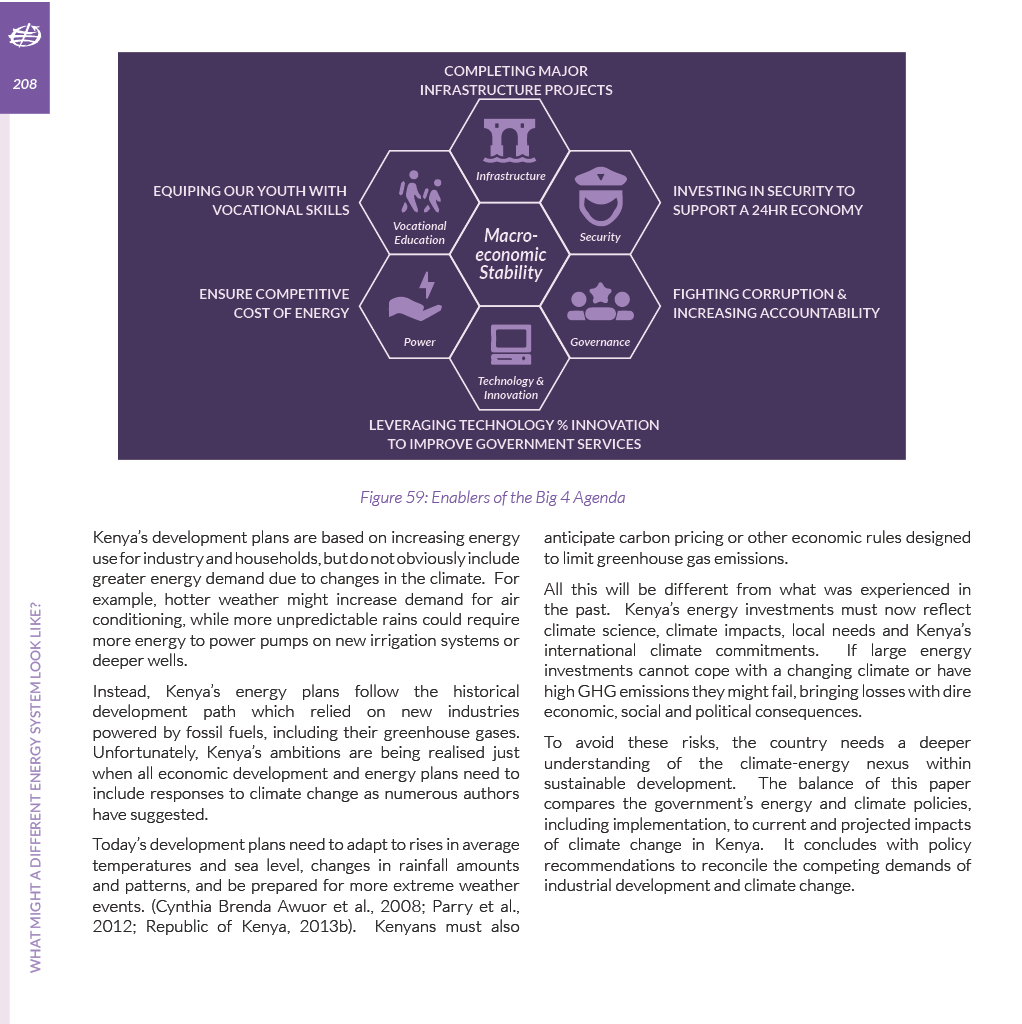 208
COMPLETING MAJOR
INFRASTRUCTURE PROJECTS
Infrastructure
EQUIPING OUR YOUTH WITH
VOCATIONAL SKILLS
Vocational
Education
INVESTING IN SECURITY TO
SUPPORT A 24HR ECONOMY
Security
Macro-
economic
Stability
ENSURE COMPETITIVE
COST OF ENERGY
Power
FIGHTING CORRUPTION &
INCREASING ACCOUNTABILITY
Governance
Technology &
Innovation
LEVERAGING TECHNOLOGY % INNOVATION
TO IMPROVE GOVERNMENT SERVICES
Figure 59: Enablers of the Big 4 Agenda
Kenya's development plans are based on increasing energy
use for industry and households, but do not obviously include
greater energy demand due to changes in the climate. For
example, hotter weather might increase demand for air
conditioning, while more unpredictable rains could require
more energy to power pumps on new irrigation systems or
deeper wells.
Instead, Kenya's energy plans follow the historical
development path which relied on new industries
powered by fossil fuels, including their greenhouse gases.
Unfortunately, Kenya's ambitions are being realised just
when all economic development and energy plans need to
include responses to climate change as numerous authors
have suggested.
Today's development plans need to adapt to rises in average
temperatures and sea level, changes in rainfall amounts
and patterns, and be prepared for more extreme weather
events. (Cynthia Brenda Awuor et al., 2008; Parry et al.,
2012; Republic of Kenya, 2013b). Kenyans must also
anticipate carbon pricing or other economic rules designed
to limit greenhouse gas emissions.
All this will be different from what was experienced in
the past. Kenya's energy investments must now reflect
climate science, climate impacts, local needs and Kenya's
international climate commitments. If large energy
investments cannot cope with a changing climate or have
high GHG emissions they might fail, bringing losses with dire
economic, social and political consequences.
To avoid these risks, the country needs a deeper
understanding of the climate-energy nexus within
sustainable development. The balance of this paper
compares the government's energy and climate policies,
including implementation, to current and projected impacts
of climate change in Kenya. It concludes with policy
recommendations to reconcile the competing demands of
industrial development and climate change.
WHAT MIGHT A DIFFERENT ENERGY SYSTEM LOOK LIKE?